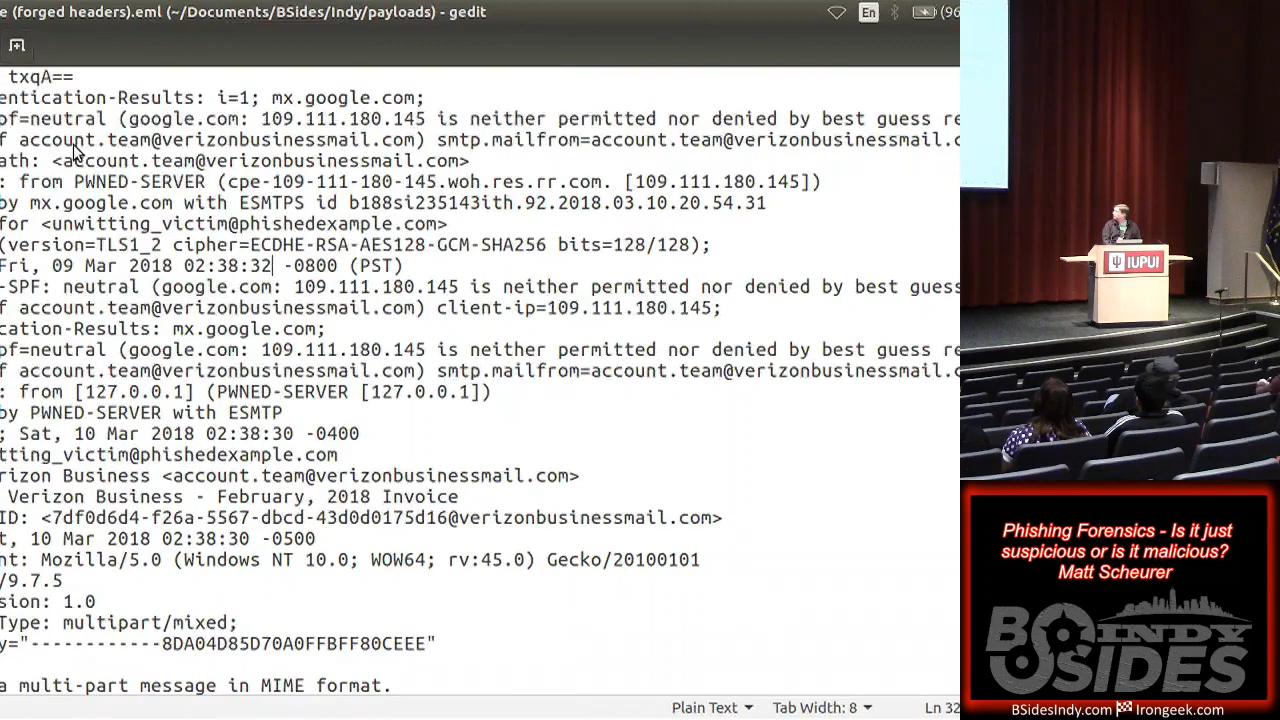 e (forged headers).eml (~/Documents/BSides/Indy/payloads) - gedit
En
(96
txqA==
entication-Results: i=1; mx.google.com;
of=neutral (google.com: 109.111.180.145 is neither permitted nor denied by best guess re
f account.team@verizonbusinessmail.com) smtp.mailfrom=account.team@verizonbusinessmail.c
ath: <account.team@verizonbusinessmail.com>
: from PWNED-SERVER (cpe-109-111-180-145.woh.res.rr.com. [109.111.180.145])
by mx.google.com with ESMTPS id b188si235143ith.92.2018.03.10.20.54.31
for <unwitting_victim@phishedexample.com>
(version=TLS1_2 cipher=ECDHE-RSA-AES128-GCM-SHA256 bits=128/128);
Fri, 09 Mar 2018 02:38:32 -0800 (PST)
-SPF: neutral (google.com: 109.111.180.145 is neither permitted nor denied by best guess
f account.team@verizonbusinessmail.com) client-ip=109.111.180.145;
cation-Results: mx.google.com;
pf=neutral (google.com: 109.111.180.145 is neither permitted nor denied by best guess re
f account.team@verizonbusinessmail.com) smtp.mailfrom=account.team@verizonbusinessmail.c
: from [127.0.0.1] (PWNED-SERVER [127.0.0.1])
by PWNED-SERVER with ESMTP
; Sat, 10 Mar 2018 02:38:30 -0400
tting_victim@phishedexample.com
rizon Business <account.team@verizonbusinessmail.com>
Verizon Business - February, 2018 Invoice
ID: <7df0d6d4-f26a-5567-dbcd-43d0d0175d16@verizonbusinessmail.com>
t, 10 Mar 2018 02:38:30 -0500
nt: Mozilla/5.0 (Windows NT 10.0; WOW64; rv:45.0) Gecko/20100101
/9.7.5
sion: 1.0
Type: multipart/mixed;
y="------------8DA04D85D70A0FFBFF80CEEE"
a multi-part message in MIME format.
Plain Text Tab Width: 8 Ln 32
IUPUI
Phishing Forensics - Is it just
suspicious or is it malicious?
Matt Scheurer
BSIDES
INDY
BSidesIndy.com Irongeek.com